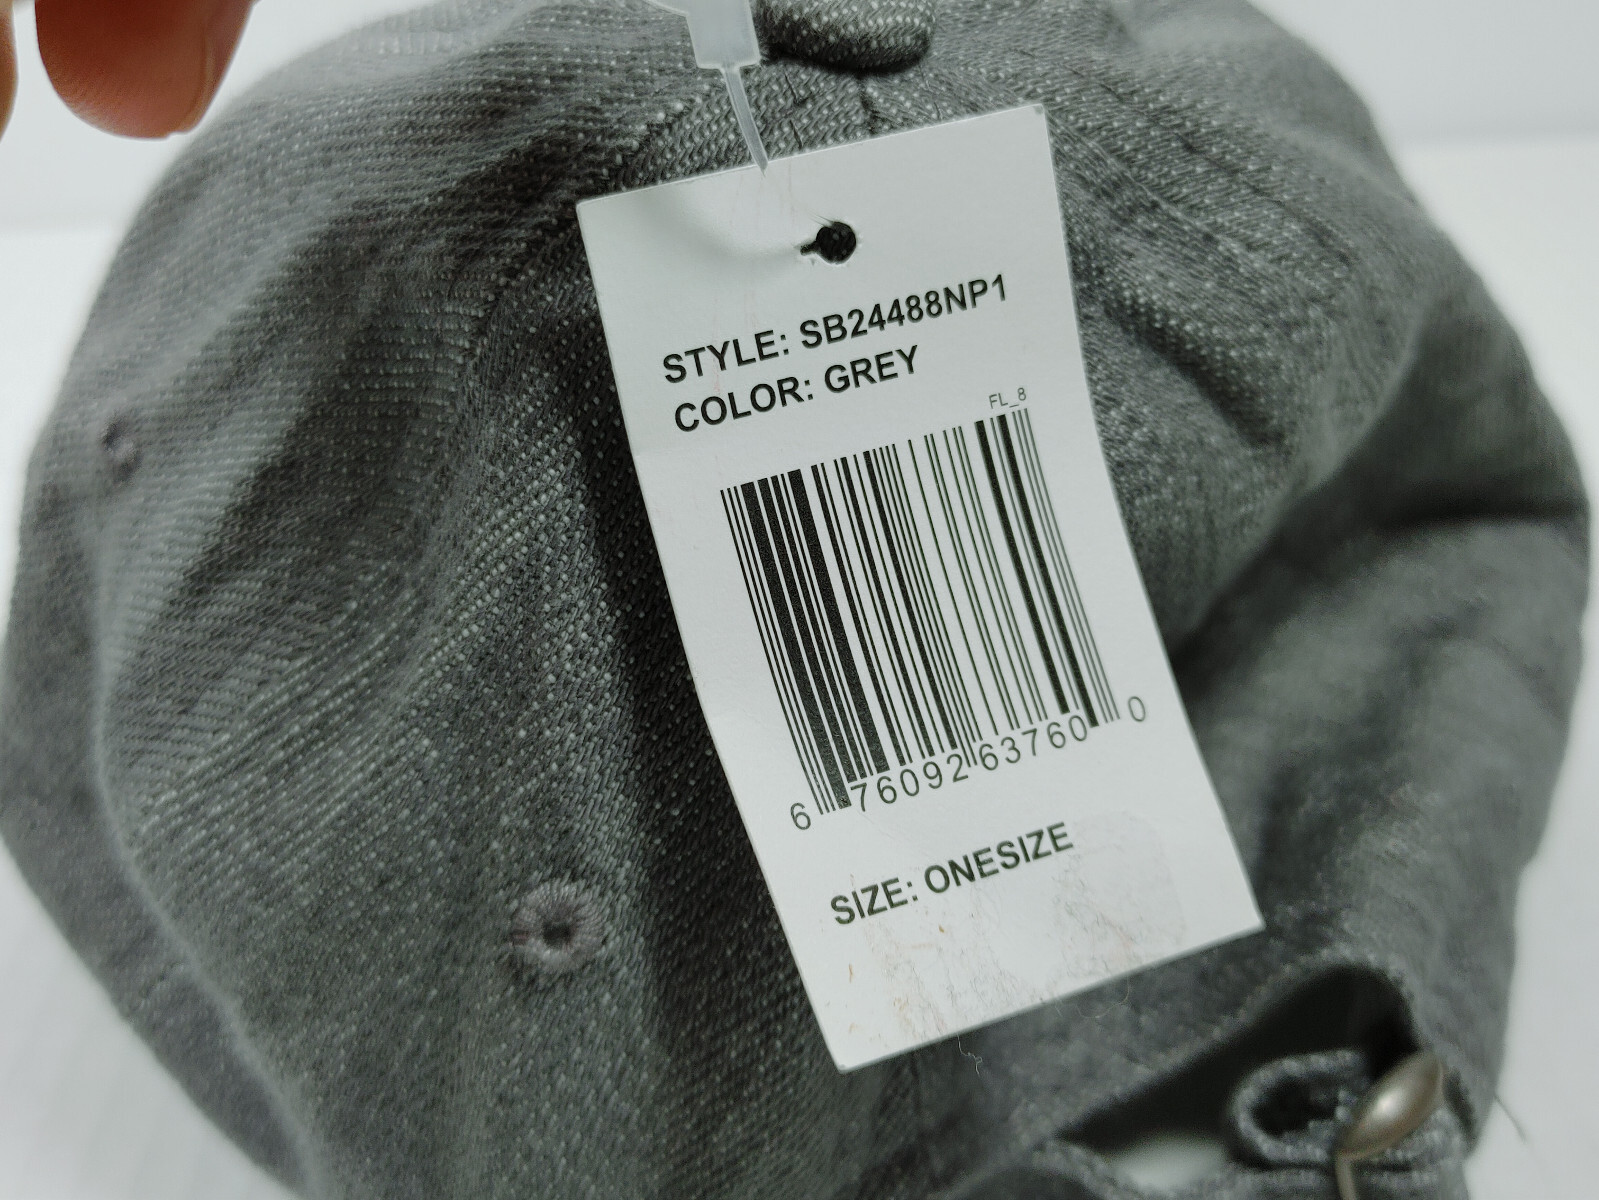 STYLE: SB24488NP1
COLOR: GREY
FL_8
6 76092 63760 0
SIZE: ONESIZE